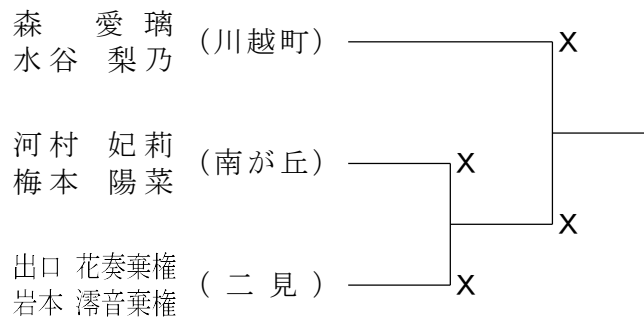 森 愛璃
水谷 梨乃 (川越町)
X
河村 妃莉
梅本 陽菜 (南が丘)
X
X
出口 花奏棄権
岩本 澪音棄権 (二見)
X